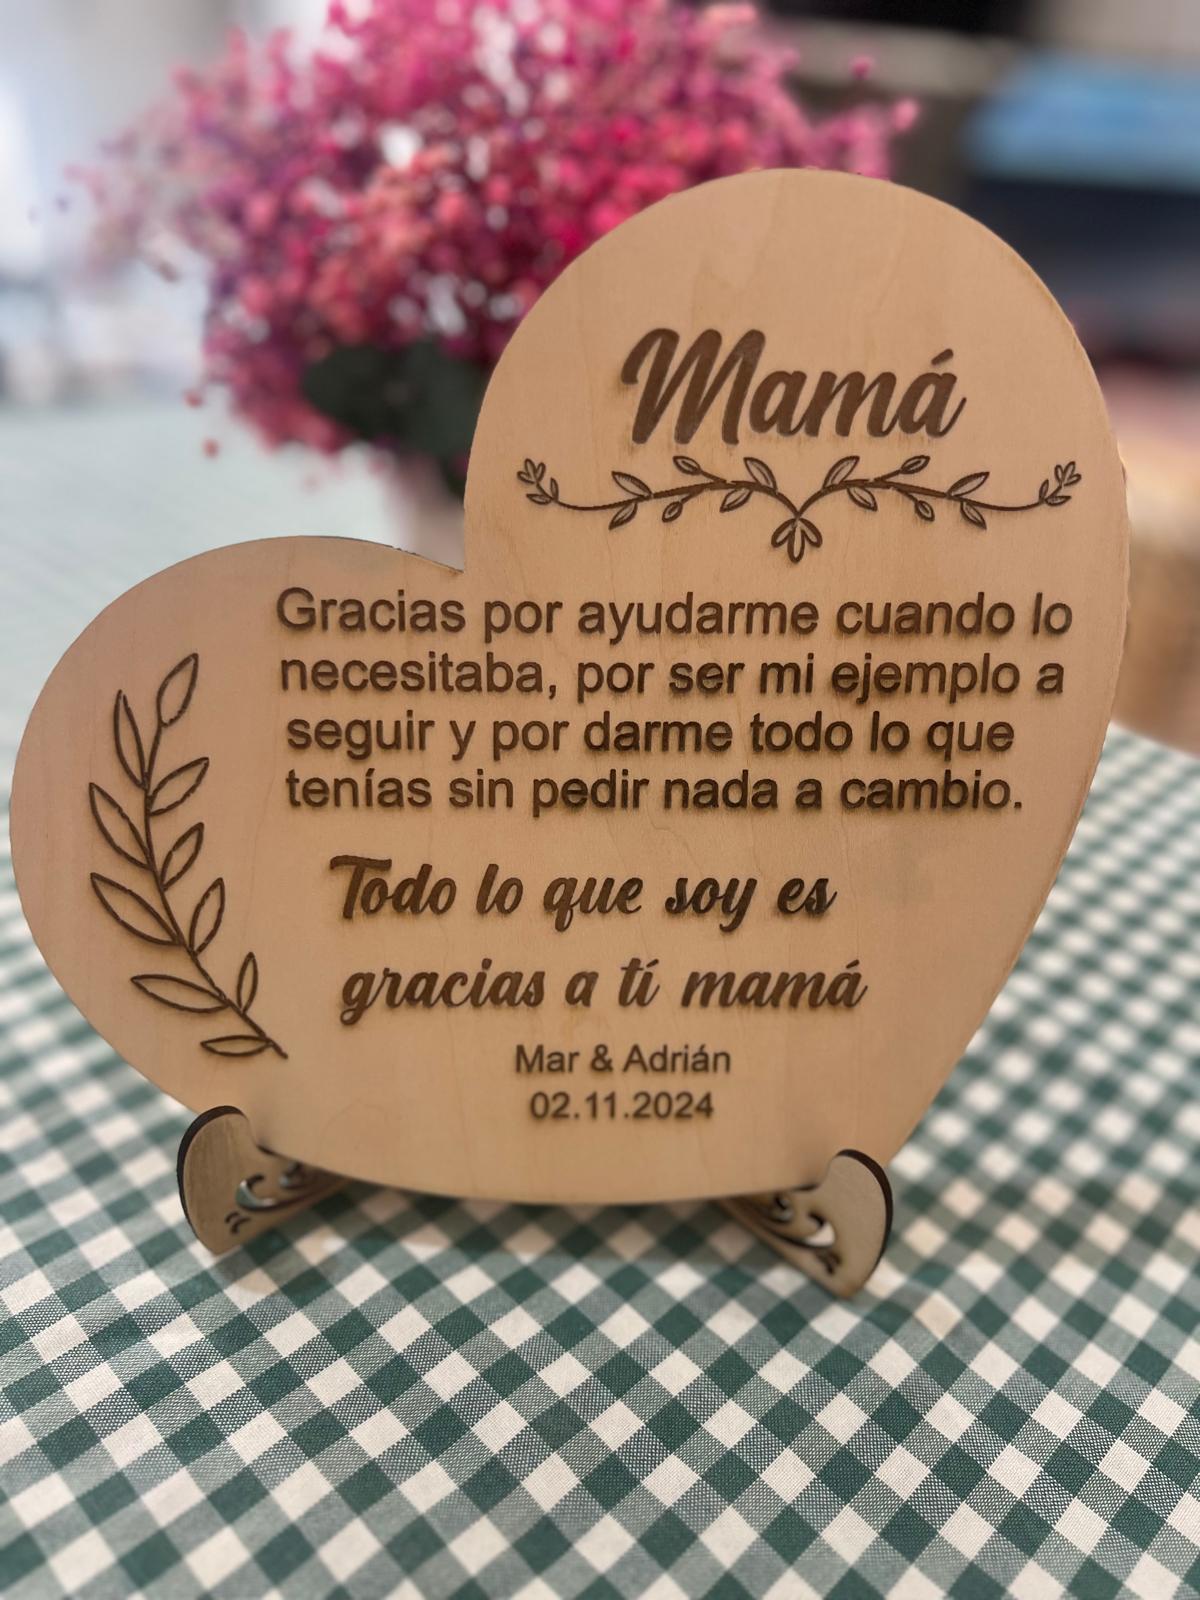 Mamá
Gracias por ayudarme cuando lo
necesitaba, por ser mi ejemplo a
seguir y por darme todo lo que
tenías sin pedir nada a cambio.
Todo lo que soy es
gracias a tí mamá
Mar & Adrián
02.11.2024